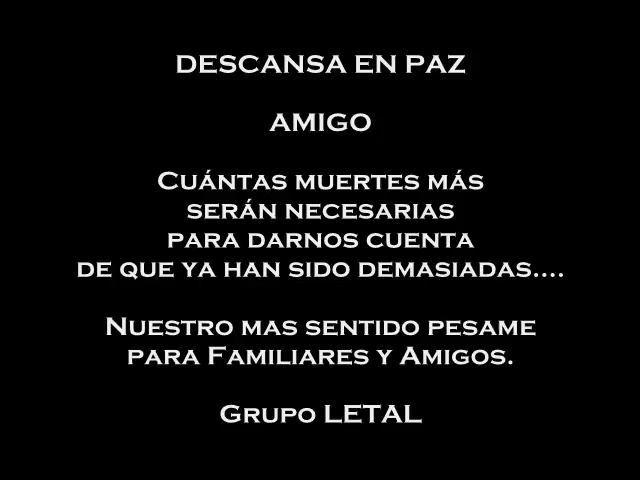 DESCANSA EN PAZ
AMIGO
CUÁNTAS MUERTES MÁS
SERÁN NECESARIAS
PARA DARNOS CUENTA
DE QUE YA HAN SIDO DEMASIADAS....
NUESTRO MAS SENTIDO PESAME
PARA FAMILIARES Y AMIGOS.
GRUPO LETAL